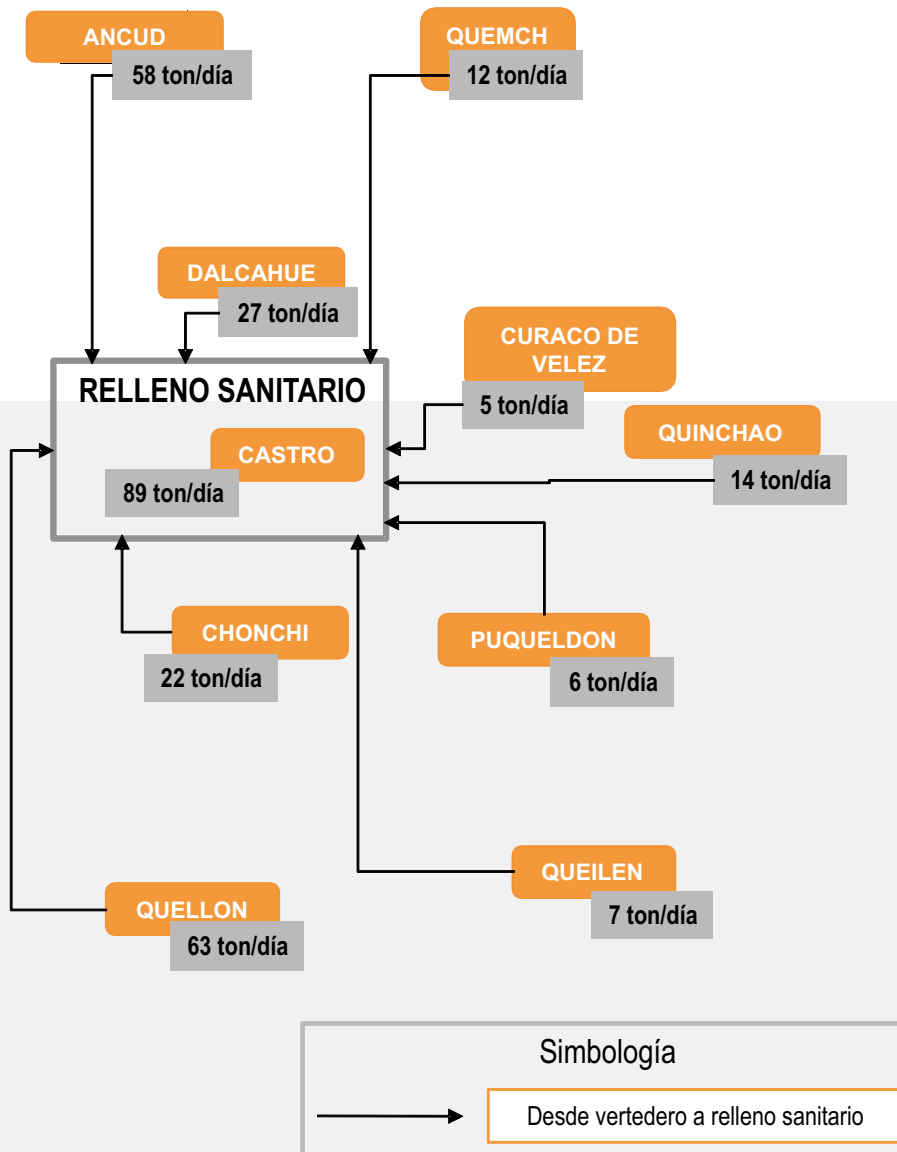 ANCUD
58 ton/día
QUEMCH
12 ton/día
DALCAHUE
27 ton/día
CURACO DE
VELEZ
5 ton/día
RELLENO SANITARIO
QUINCHAO
14 ton/día
CASTRO
89 ton/día
CHONCHI
22 ton/día
PUQUELDON
6 ton/día
QUEILEN
7 ton/día
QUELLON
63 ton/día
Simbología
Desde vertedero a relleno sanitario